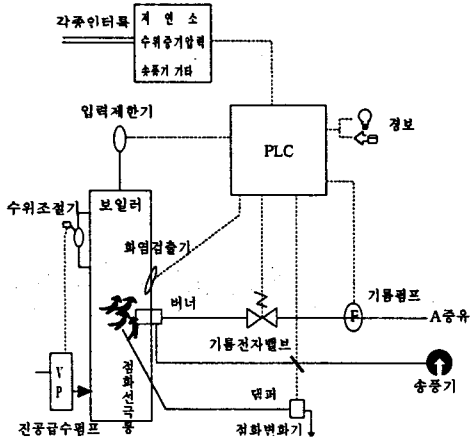 각종인터록
저 연 소
수위증기압력
송풍기 기타
압력제한기
PLC
경보
수위조절기
보일러
화염검출기
버너
기름펌프
F
A중유
기름전자밸브
V
P
점화선극통
댐퍼
송풍기
진공급수펌프
점화변화기